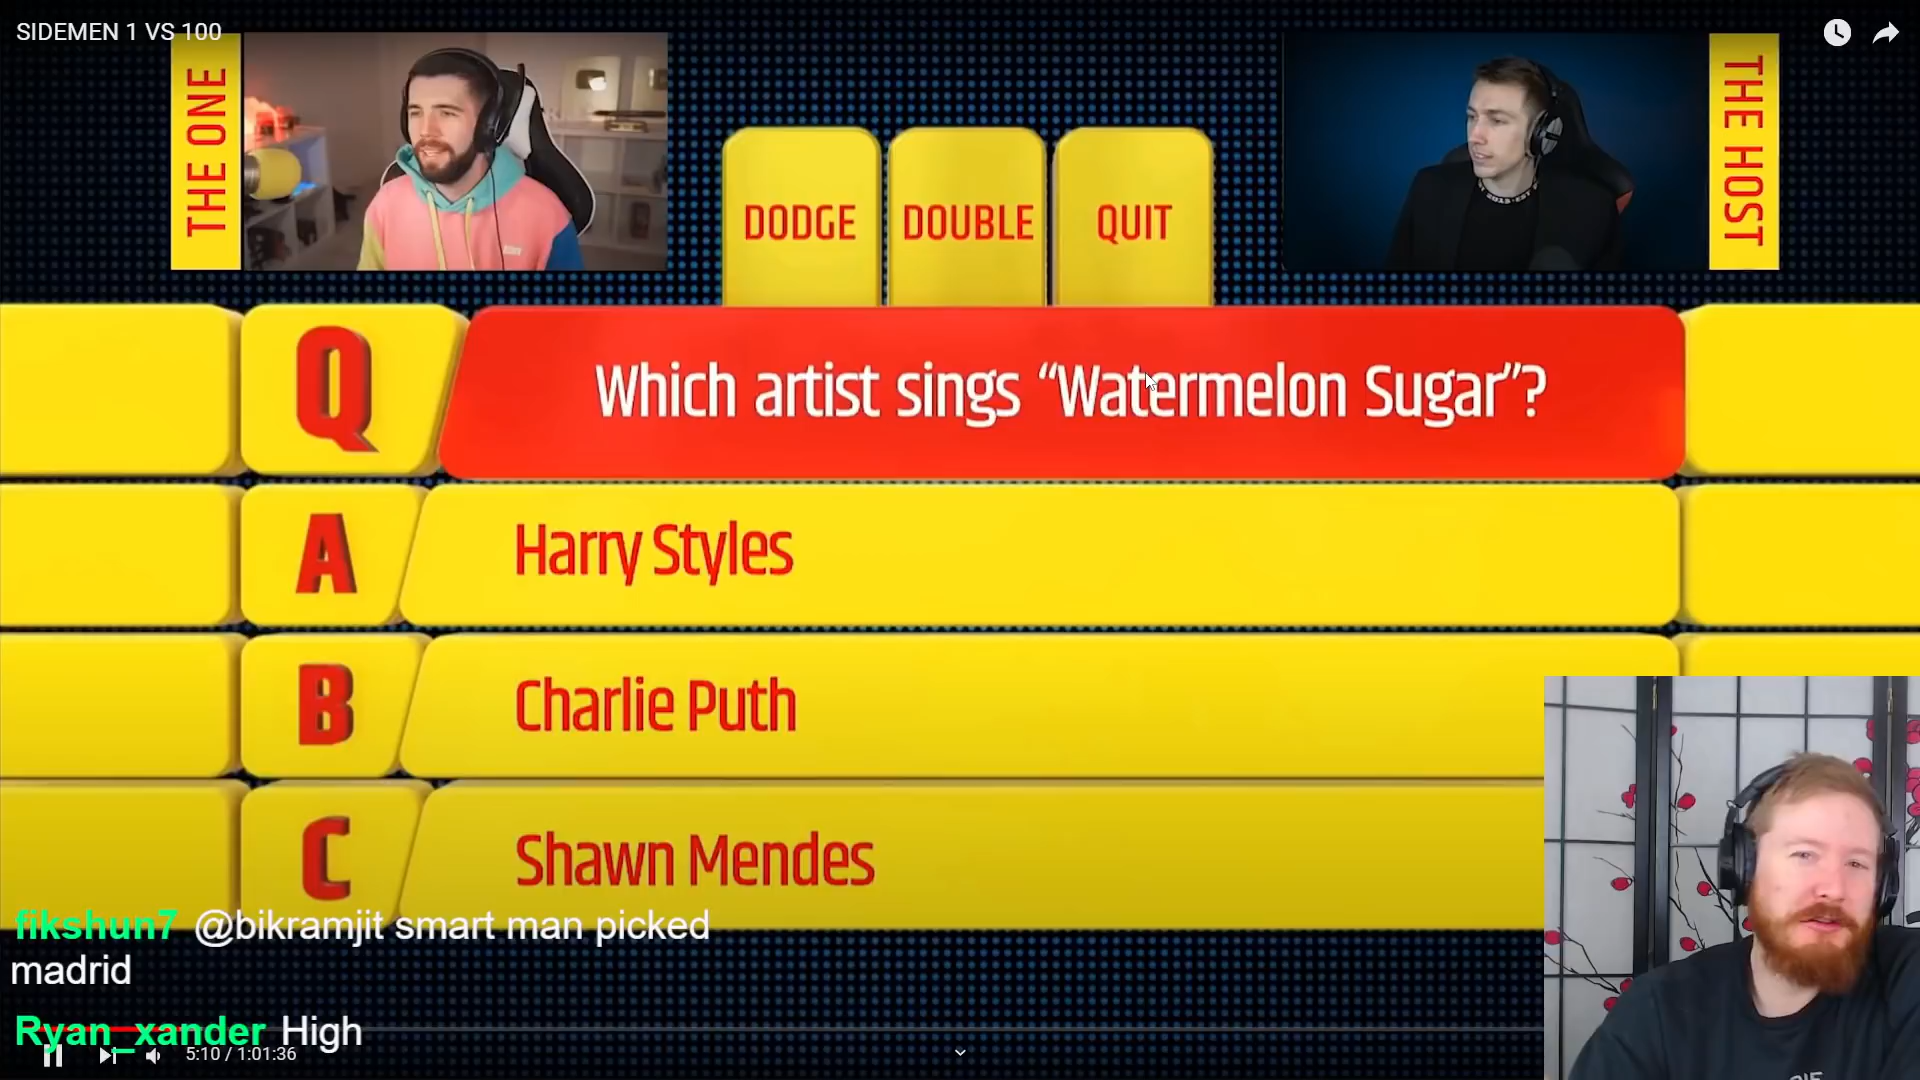 SIDEMEN 1 VS 100
THE ONE
THE HOST
DODGE
DOUBLE
QUIT
Q
Which artist sings “Watermelon Sugar”?
A
Harry Styles
B
Charlie Puth
C
Shawn Mendes
fikshun7 @bikramjit smart man picked
madrid
Ryan_xander High
5:10 / 1:01:36